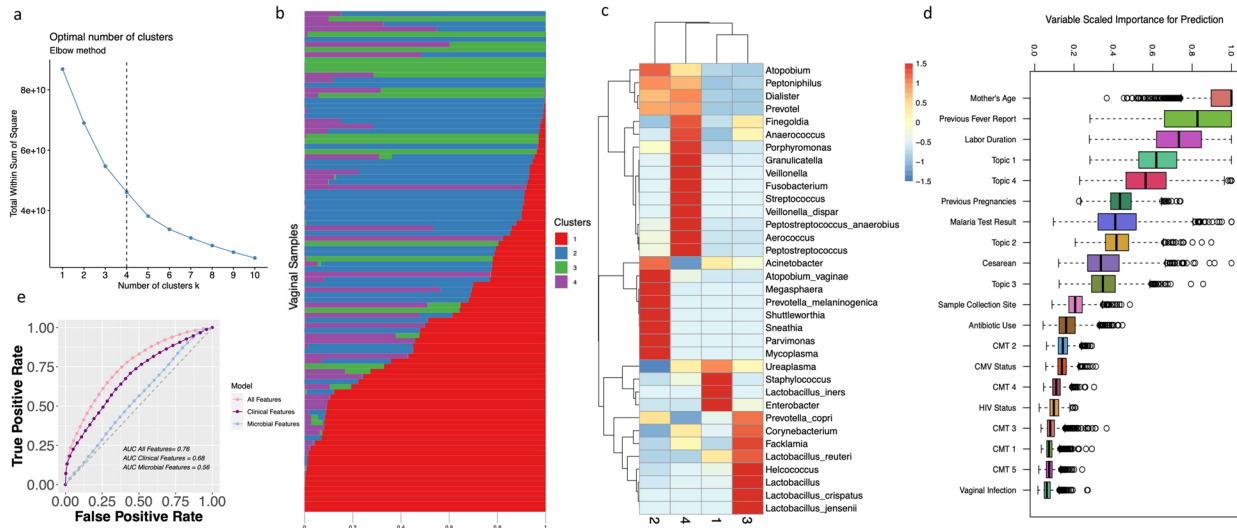 a
Optimal number of clusters
Elbow method
Total Within Sum of Square
8e+10
6e+10
4e+10
1 2 3 4 5 6 7 8 9 10
Number of clusters k
b
Vaginal Samples
0 1
Clusters
1
2
3
4
c
1.5
1
0.5
0
−0.5
−1
−1.5
Atopobium
Peptoniphilus
Dialister
Prevotel
Finegoldia
Anaerococcus
Porphyromonas
Granulicatella
Veillonella
Fusobacterium
Streptococcus
Veillonella_dispar
Peptostreptococcus_anaerobius
Aerococcus
Peptostreptococcus
Acinetobacter
Atopobium_vaginae
Megasphaera
Prevotella_melaninogenica
Shuttleworthia
Sneathia
Parvimonas
Mycoplasma
Ureaplasma
Staphylococcus
Lactobacillus_iners
Enterobacter
Prevotella_copri
Corynebacterium
Facklamia
Lactobacillus_reuteri
Helcococcus
Lactobacillus
Lactobacillus_crispatus
Lactobacillus_jensenii
2 4 1 3
d
Variable Scaled Importance for Prediction
0.0 0.2 0.4 0.6 0.8 1.0
Mother's Age
Previous Fever Report
Labor Duration
Topic 1
Topic 4
Previous Pregnancies
Malaria Test Result
Topic 2
Cesarean
Topic 3
Sample Collection Site
Antibiotic Use
CMT 2
CMV Status
CMT 4
HIV Status
CMT 3
CMT 1
CMT 5
Vaginal Infection
e
True Positive Rate
1.00
0.75
0.50
0.25
0.00
0.00 0.25 0.50 0.75 1.00
False Positive Rate
AUC All Features= 0.76
AUC Clinical Features = 0.68
AUC Microbial Features = 0.56
Model
All Features
Clinical Features
Microbial Features